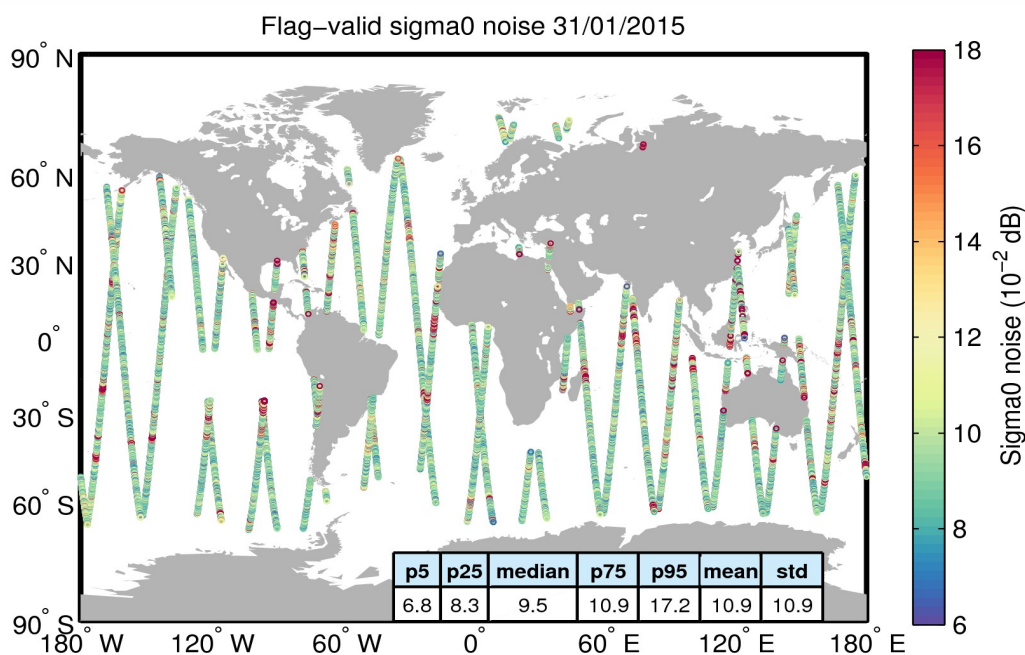 Flag−valid sigma0 noise 31/01/2015
90° N
60° N
30° N
0°
30° S
60° S
90° S
180° W
120° W
60° W
0°
60° E
120° E
180° E
p5 p25 median p75 p95 mean std
6.8 8.3 9.5 10.9 17.2 10.9 10.9
18
16
14
12
10
8
6
Sigma0 noise (10⁻² dB)